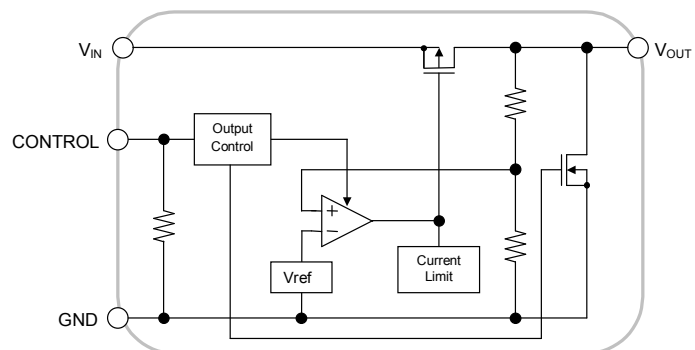 VIN
VOUT
CONTROL
Output
Control
+
−
Vref
Current
Limit
GND